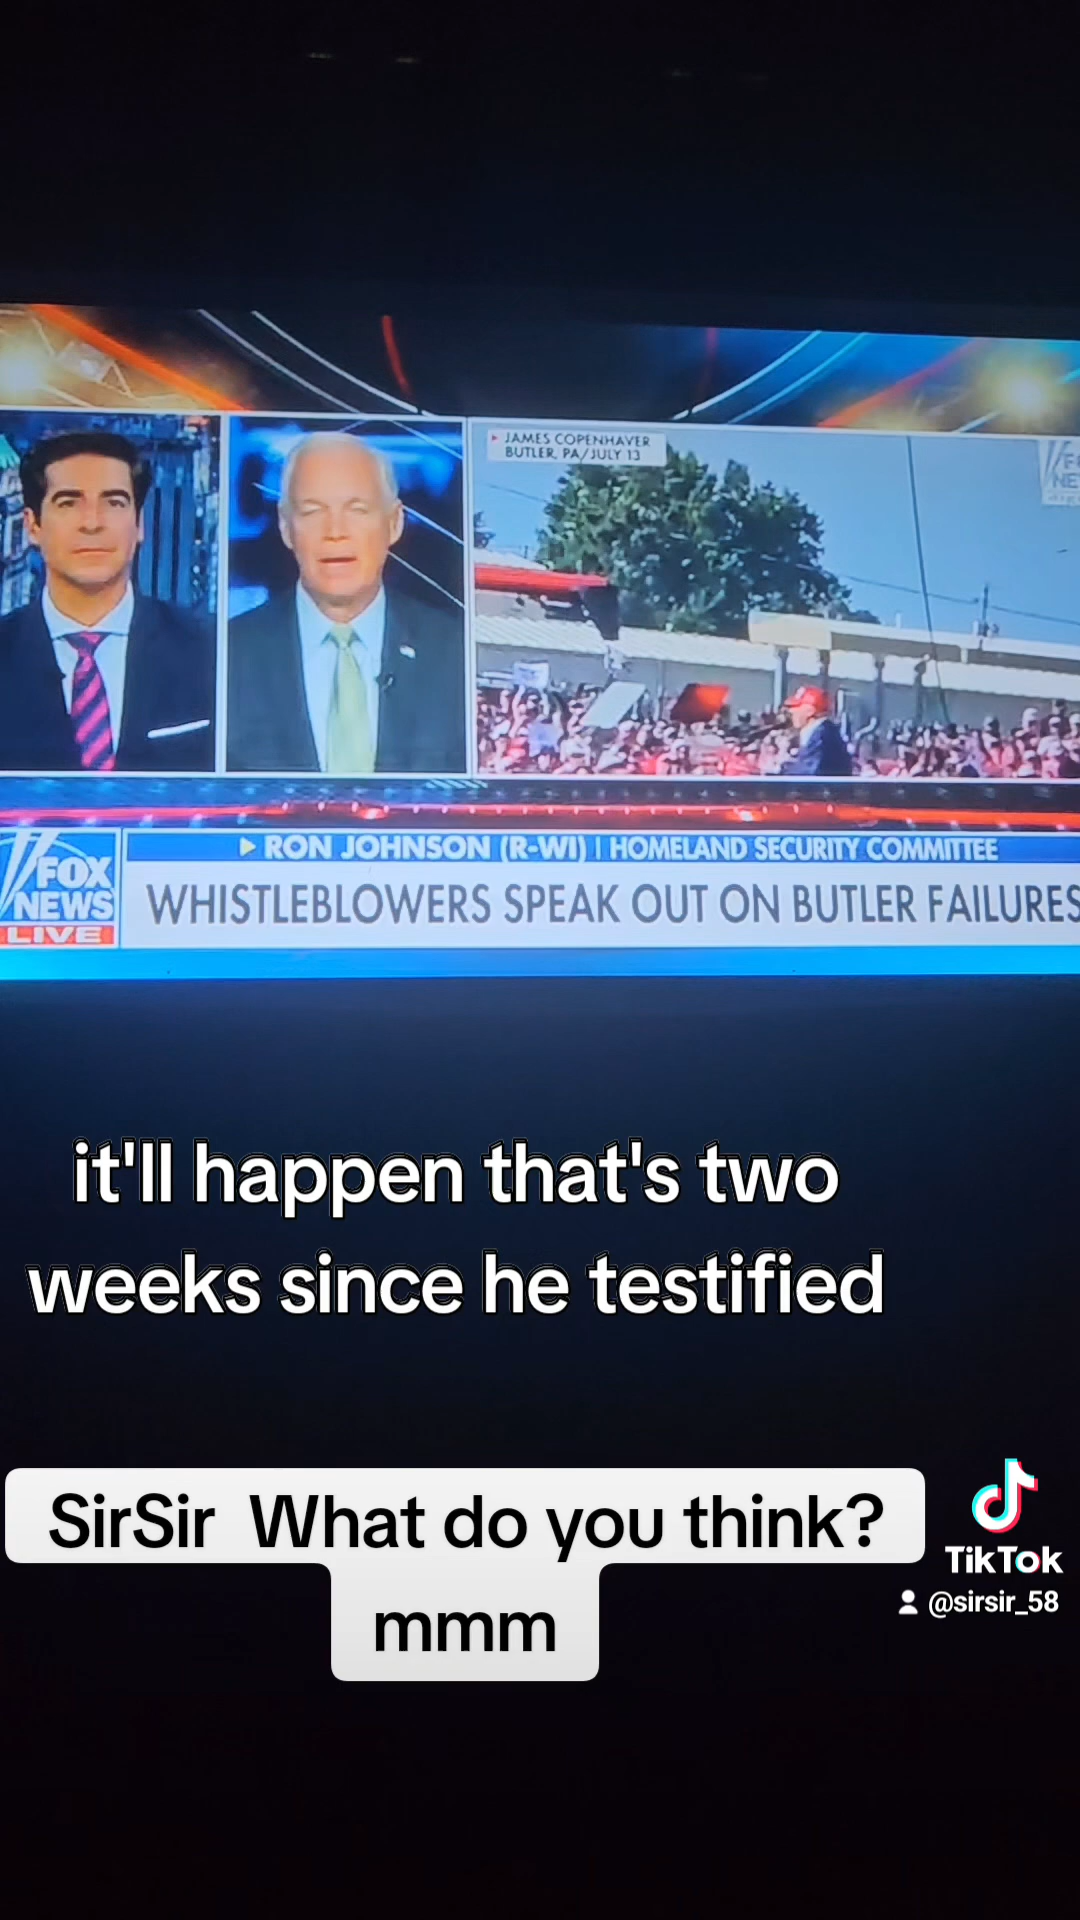 JAMES COPENHAVER
BUTLER, PA/JULY 13
RON JOHNSON (R-WI) | HOMELAND SECURITY COMMITTEE
FOX
NEWS
LIVE
WHISTLEBLOWERS SPEAK OUT ON BUTLER FAILURES
it'll happen that's two
weeks since he testified
SirSir What do you think?
mmm
TikTok
@sirsir_58